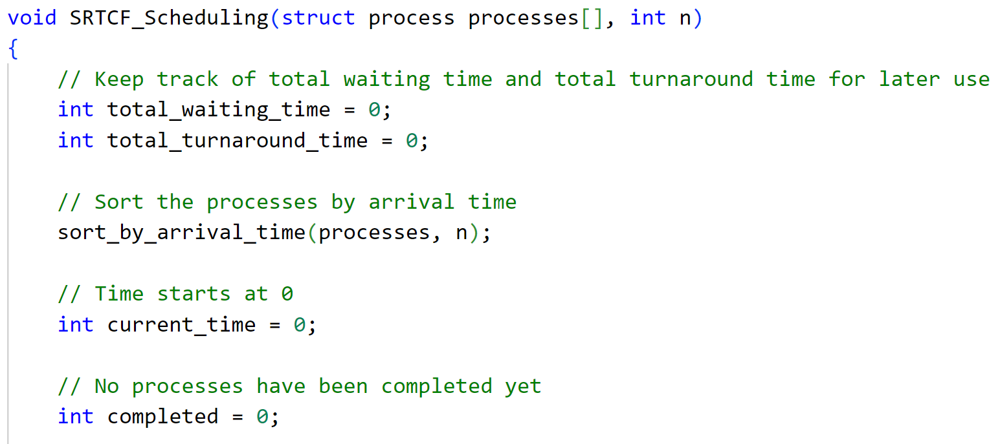 void SRTCF_Scheduling(struct process processes[], int n)
{
    // Keep track of total waiting time and total turnaround time for later use
    int total_waiting_time = 0;
    int total_turnaround_time = 0;

    // Sort the processes by arrival time
    sort_by_arrival_time(processes, n);

    // Time starts at 0
    int current_time = 0;

    // No processes have been completed yet
    int completed = 0;